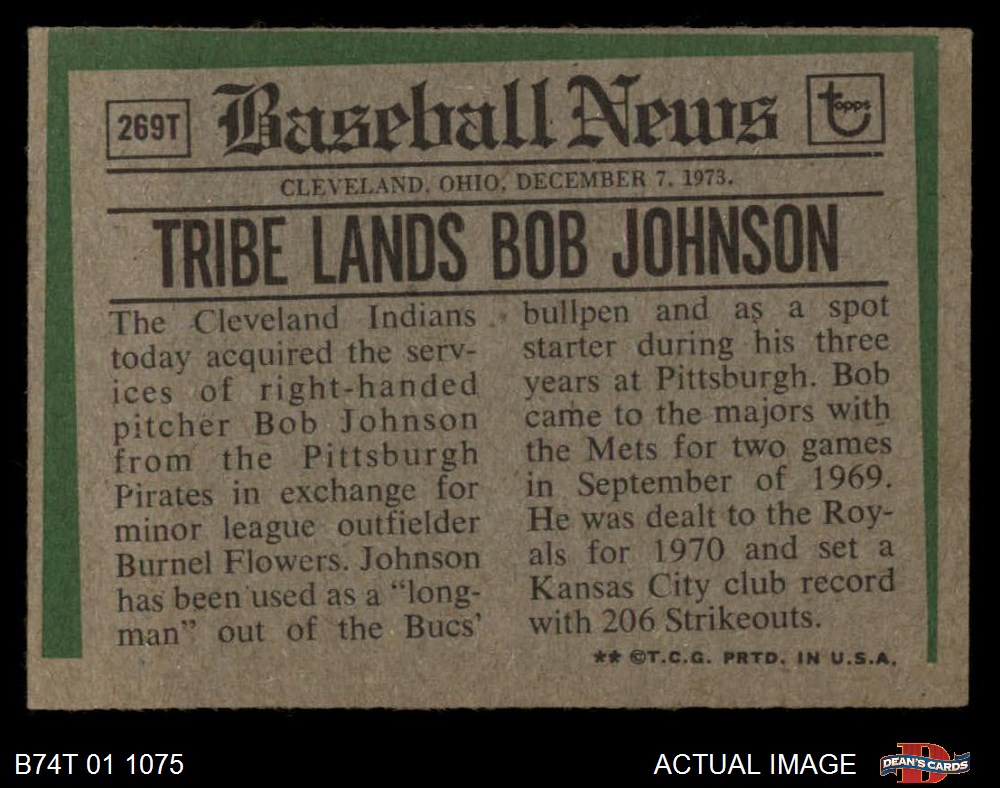 269T
Baseball News
topps
CLEVELAND, OHIO, DECEMBER 7, 1973.
TRIBE LANDS BOB JOHNSON
The Cleveland Indians
today acquired the serv-
ices of right-handed
pitcher Bob Johnson
from the Pittsburgh
Pirates in exchange for
minor league outfielder
Burnel Flowers. Johnson
has been used as a “long-
man” out of the Bucs’
bullpen and as a spot
starter during his three
years at Pittsburgh. Bob
came to the majors with
the Mets for two games
in September of 1969.
He was dealt to the Roy-
als for 1970 and set a
Kansas City club record
with 206 Strikeouts.
** ©T.C.G. PRTD. IN U.S.A.
B74T 01 1075
ACTUAL IMAGE
D
DEAN'S CARDS